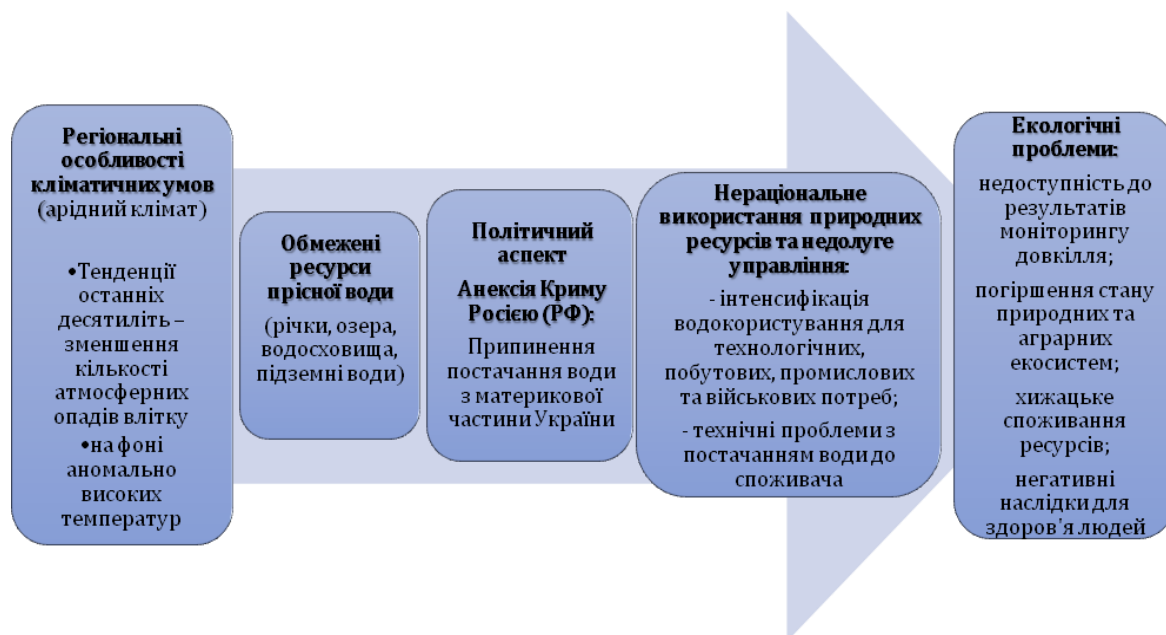 Регіональні
особливості
кліматичних умов
(арідний клімат)
•Тенденції
останніх
десятиліть –
зменшення
кількості
атмосферних
опадів влітку
•на фоні
аномально
високих
температур
Обмежені
ресурси
прісної води
(річки, озера,
водосховища,
підземні води)
Політичний
аспект
Анексія Криму
Росією (РФ):
Припинення
постачання води
з материкової
частини України
Нераціональне
використання природних
ресурсів та недолуге
управління:
- інтенсифікація
водокористування для
технологічних,
побутових, промислових
та військових потреб;
- технічні проблеми з
постачанням води до
споживача
Екологічні
проблеми:
недоступність до
результатів
моніторингу
довкілля;
погіршення стану
природних та
аграрних
екосистем;
хижацьке
споживання
ресурсів;
негативні
наслідки для
здоров'я людей